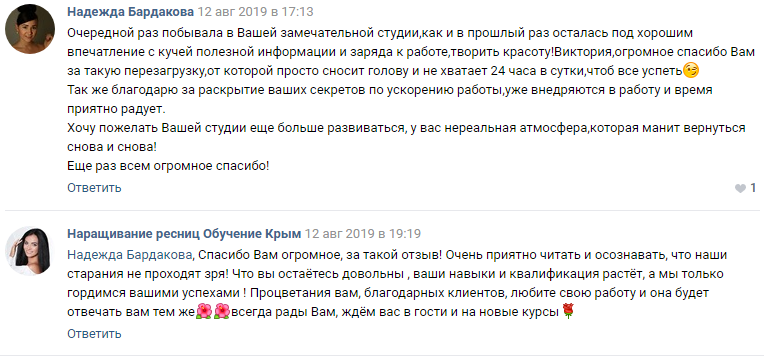 Надежда Бардакова 12 авг 2019 в 17:13
Очередной раз побывала в Вашей замечательной студии,как и в прошлый раз осталась под хорошим
впечатление с кучей полезной информации и заряда к работе,творить красоту!Виктория,огромное спасибо Вам
за такую перезагрузку,от которой просто сносит голову и не хватает 24 часа в сутки,чтоб все успеть😉
Так же благодарю за раскрытие ваших секретов по ускорению работы,уже внедряются в работу и время
приятно радует.
Хочу пожелать Вашей студии еще больше развиваться, у вас нереальная атмосфера,которая манит вернуться
снова и снова!
Еще раз всем огромное спасибо!
Ответить 1
Наращивание ресниц Обучение Крым 12 авг 2019 в 19:19
Надежда Бардакова, Спасибо Вам огромное, за такой отзыв! Очень приятно читать и осознавать, что наши
старания не проходят зря! Что вы остаётесь довольны , ваши навыки и квалификация растёт, а мы только
гордимся вашими успехами ! Процветания вам, благодарных клиентов, любите свою работу и она будет
отвечать вам тем же🌺🌺всегда рады Вам, ждём вас в гости и на новые курсы🌹
Ответить